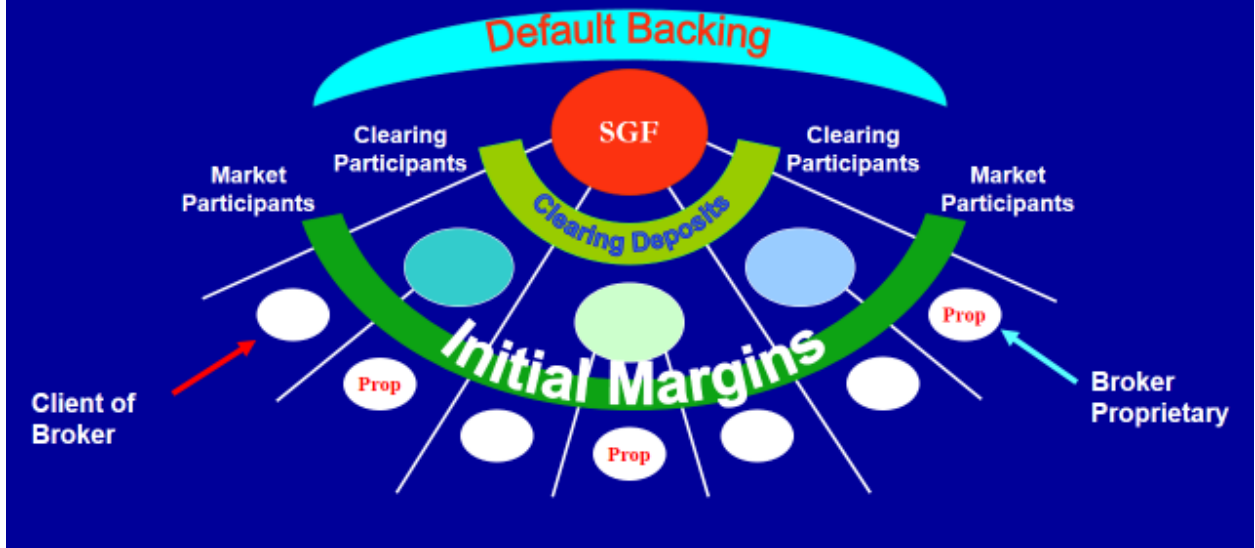 Default Backing
SGF
Clearing
Participants
Clearing
Participants
Market
Participants
Market
Participants
Clearing Deposits
Initial Margins
Prop
Prop
Prop
Client of
Broker
Broker
Proprietary